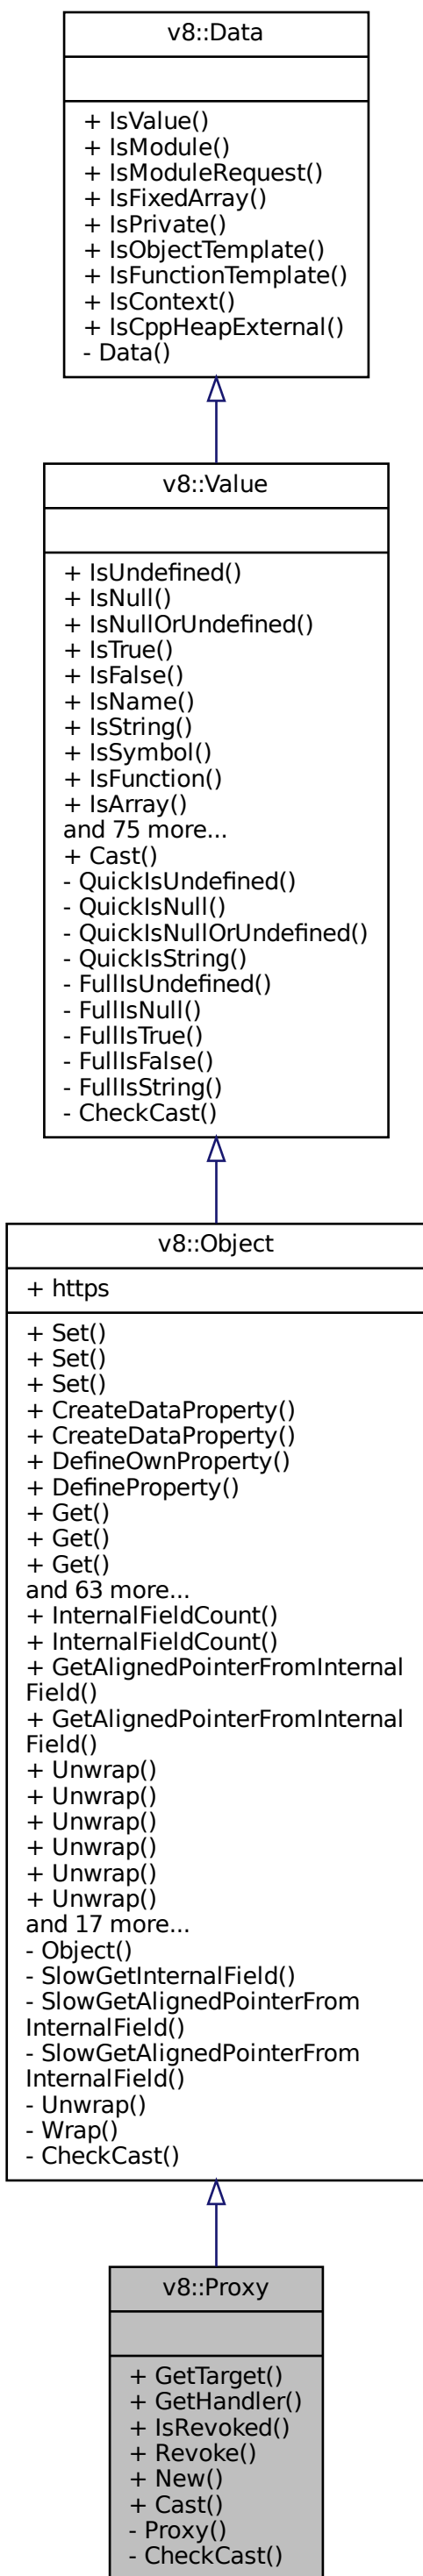 v8::Data
+ IsValue()
+ IsModule()
+ IsModuleRequest()
+ IsFixedArray()
+ IsPrivate()
+ IsObjectTemplate()
+ IsFunctionTemplate()
+ IsContext()
+ IsCppHeapExternal()
- Data()
v8::Value
+ IsUndefined()
+ IsNull()
+ IsNullOrUndefined()
+ IsTrue()
+ IsFalse()
+ IsName()
+ IsString()
+ IsSymbol()
+ IsFunction()
+ IsArray()
and 75 more...
+ Cast()
- QuickIsUndefined()
- QuickIsNull()
- QuickIsNullOrUndefined()
- QuickIsString()
- FullIsUndefined()
- FullIsNull()
- FullIsTrue()
- FullIsFalse()
- FullIsString()
- CheckCast()
v8::Object
+ https
+ Set()
+ Set()
+ Set()
+ CreateDataProperty()
+ CreateDataProperty()
+ DefineOwnProperty()
+ DefineProperty()
+ Get()
+ Get()
+ Get()
and 63 more...
+ InternalFieldCount()
+ InternalFieldCount()
+ GetAlignedPointerFromInternal
Field()
+ GetAlignedPointerFromInternal
Field()
+ Unwrap()
+ Unwrap()
+ Unwrap()
+ Unwrap()
+ Unwrap()
+ Unwrap()
and 17 more...
- Object()
- SlowGetInternalField()
- SlowGetAlignedPointerFrom
InternalField()
- SlowGetAlignedPointerFrom
InternalField()
- Unwrap()
- Wrap()
- CheckCast()
v8::Proxy
+ GetTarget()
+ GetHandler()
+ IsRevoked()
+ Revoke()
+ New()
+ Cast()
- Proxy()
- CheckCast()